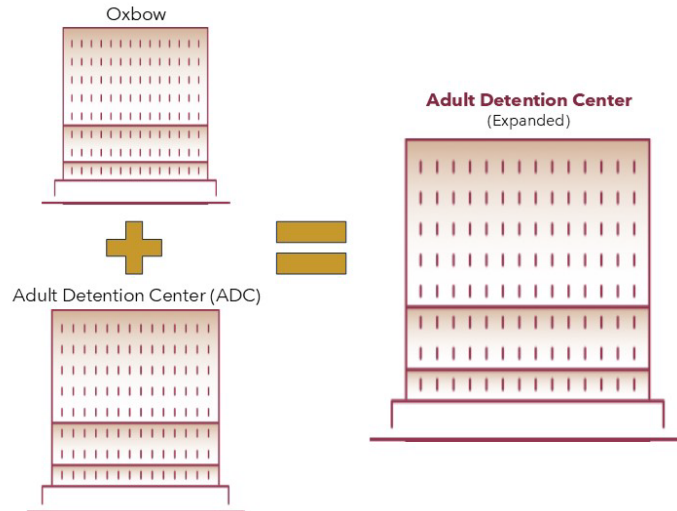 Oxbow
Adult Detention Center
(Expanded)
Adult Detention Center (ADC)